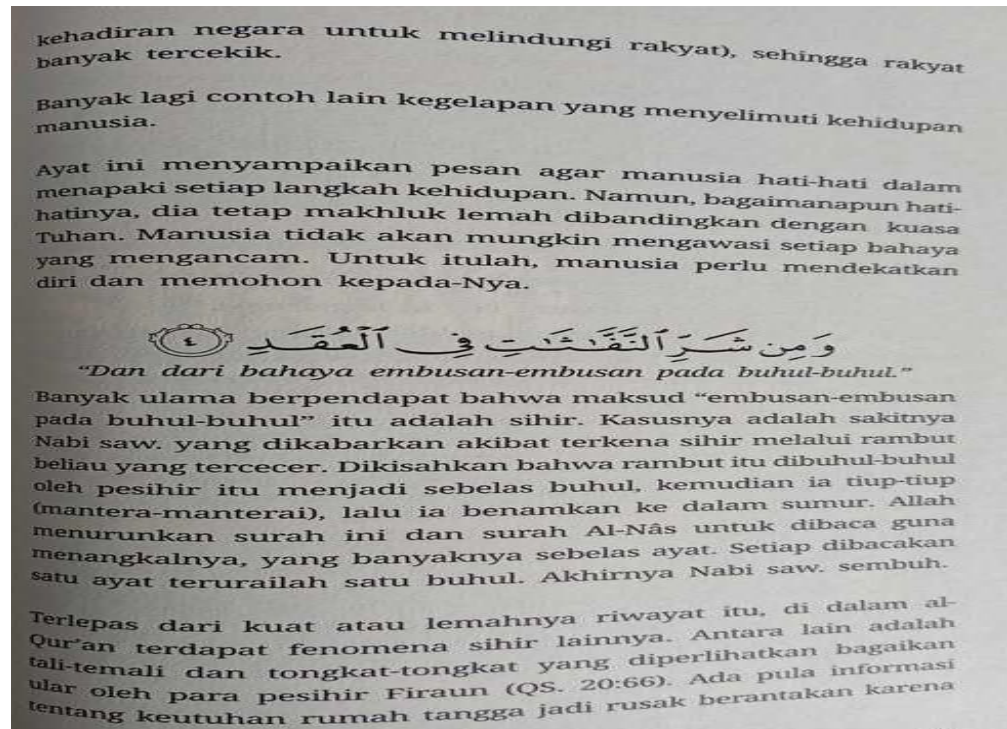 kehadiran negara untuk melindungi rakyat), sehingga rakyat
banyak tercekik.
Banyak lagi contoh lain kegelapan yang menyelimuti kehidupan
manusia.
Ayat ini menyampaikan pesan agar manusia hati-hati dalam
menapaki setiap langkah kehidupan. Namun, bagaimanapun hati-
hatinya, dia tetap makhluk lemah dibandingkan dengan kuasa
Tuhan. Manusia tidak akan mungkin mengawasi setiap bahaya
yang mengancam. Untuk itulah, manusia perlu mendekatkan
diri dan memohon kepada-Nya.
وَمِن شَرِّ ٱلنَّفَّـٰثَـٰتِ فِى ٱلْعُقَدِ ٤
“Dan dari bahaya embusan-embusan pada buhul-buhul.”
Banyak ulama berpendapat bahwa maksud “embusan-embusan
pada buhul-buhul” itu adalah sihir. Kasusnya adalah sakitnya
Nabi saw. yang dikabarkan akibat terkena sihir melalui rambut
beliau yang tercecer. Dikisahkan bahwa rambut itu dibuhul-buhul
oleh pesihir itu menjadi sebelas buhul, kemudian ia tiup-tiup
(mantera-manterai), lalu ia benamkan ke dalam sumur. Allah
menurunkan surah ini dan surah Al-Nâs untuk dibaca guna
menangkalnya, yang banyaknya sebelas ayat. Setiap dibacakan
satu ayat terurailah satu buhul. Akhirnya Nabi saw. sembuh.
Terlepas dari kuat atau lemahnya riwayat itu, di dalam al-
Qur’an terdapat fenomena sihir lainnya. Antara lain adalah
tali-temali dan tongkat-tongkat yang diperlihatkan bagaikan
ular oleh para pesihir Firaun (QS. 20:66). Ada pula informasi
tentang keutuhan rumah tangga jadi rusak berantakan karena